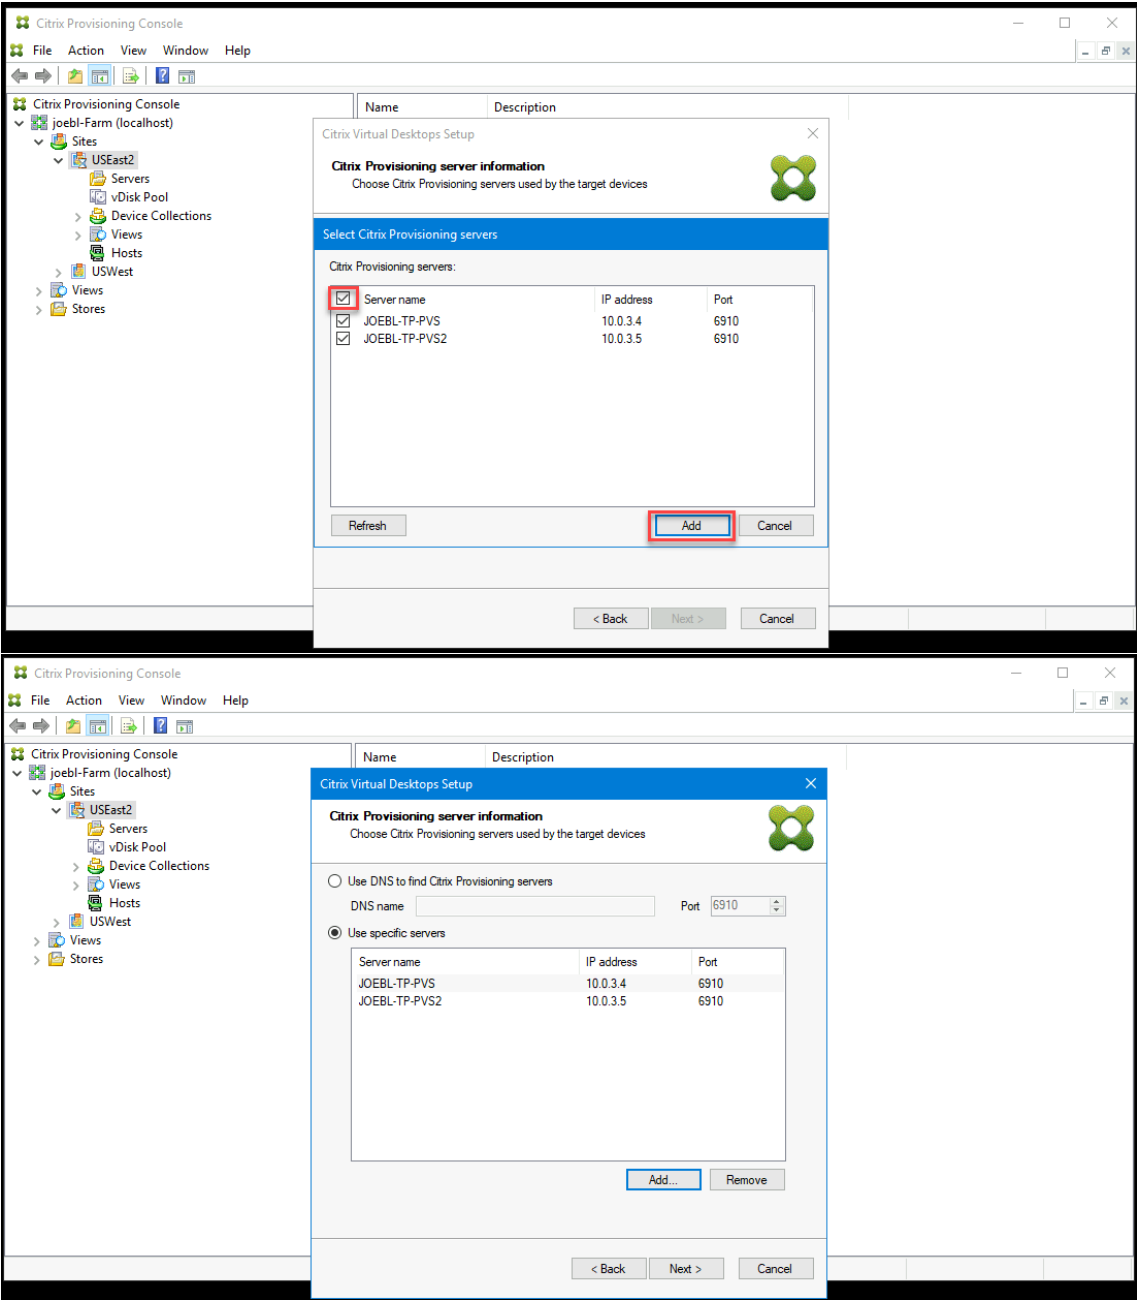 Citrix Provisioning Console
File Action View Window Help
Citrix Provisioning Console
joebl-Farm (localhost)
Sites
USEast2
Servers
vDisk Pool
Device Collections
Views
Hosts
USWest
Views
Stores
Name Description
Citrix Virtual Desktops Setup
Citrix Provisioning server information
Choose Citrix Provisioning servers used by the target devices
Select Citrix Provisioning servers
Citrix Provisioning servers:
Server name IP address Port
JOEBL-TP-PVS 10.0.3.4 6910
JOEBL-TP-PVS2 10.0.3.5 6910
Refresh Add Cancel
< Back Next > Cancel
Citrix Provisioning Console
File Action View Window Help
Citrix Provisioning Console
joebl-Farm (localhost)
Sites
USEast2
Servers
vDisk Pool
Device Collections
Views
Hosts
USWest
Views
Stores
Name Description
Citrix Virtual Desktops Setup
Citrix Provisioning server information
Choose Citrix Provisioning servers used by the target devices
Use DNS to find Citrix Provisioning servers
DNS name Port 6910
Use specific servers
Server name IP address Port
JOEBL-TP-PVS 10.0.3.4 6910
JOEBL-TP-PVS2 10.0.3.5 6910
Add... Remove
< Back Next > Cancel